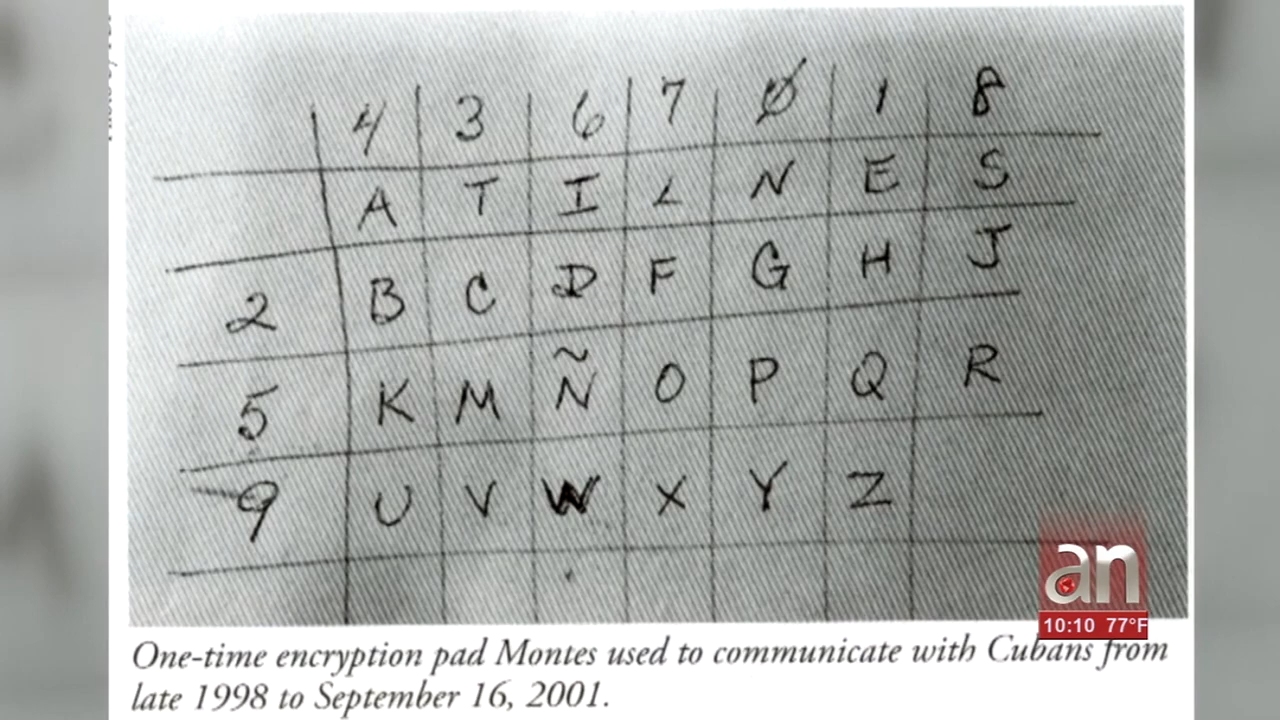 4 3 6 7 0 1 8
A T I L N E S
2 B C D F G H J
5 K M Ñ O P Q R
9 U V W X Y Z
an
10:10 77°F
One-time encryption pad Montes used to communicate with Cubans from
late 1998 to September 16, 2001.